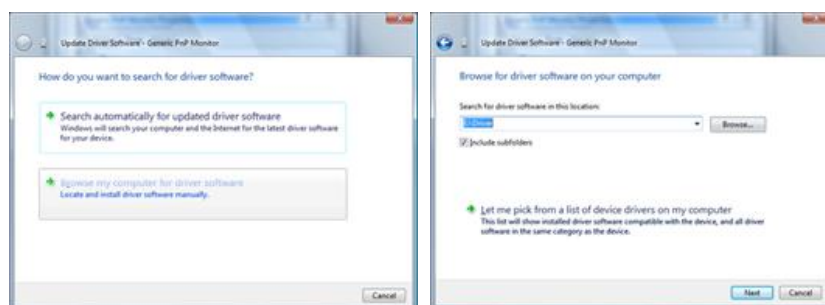 Update Driver Software - Generic PnP Monitor
How do you want to search for driver software?
Search automatically for updated driver software
Windows will search your computer and the Internet for the latest driver software
for your device.
Browse my computer for driver software
Locate and install driver software manually.
Cancel
Update Driver Software - Generic PnP Monitor
Browse for driver software on your computer
Search for driver software in this location:
Browse...
Include subfolders
Let me pick from a list of device drivers on my computer
This list will show installed driver software compatible with the device, and all driver
software in the same category as the device.
Next
Cancel